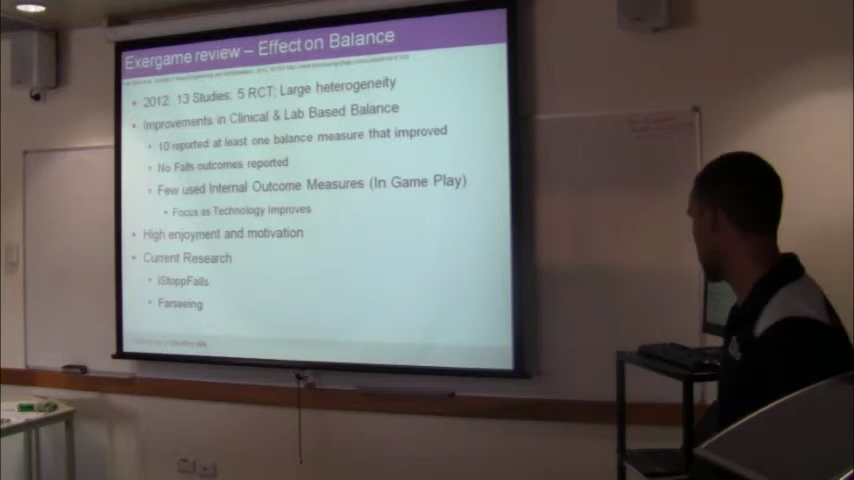 Exergame review – Effect on Balance
• 2012: 13 Studies: 5 RCT; Large heterogeneity
• Improvements in Clinical & Lab Based Balance
• 10 reported at least one balance measure that improved
• No Falls outcomes reported
• Few used Internal Outcome Measures (In Game Play)
• Focus as Technology Improves
• High enjoyment and motivation
• Current Research
• iStoppFalls
• Farseeing